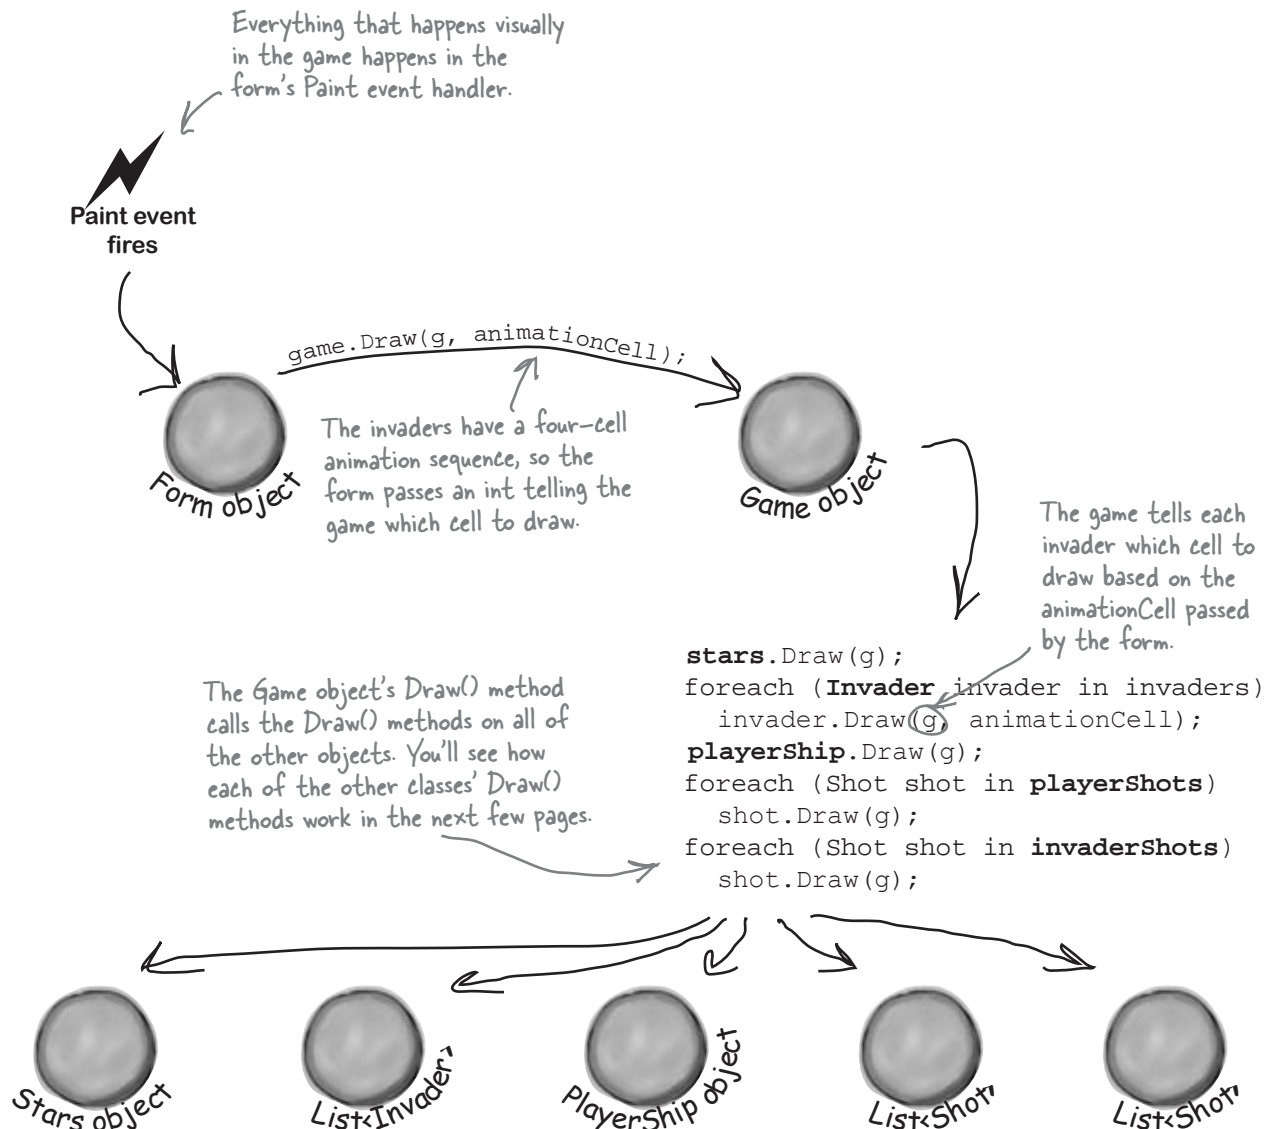 Everything that happens visually
in the game happens in the
form's Paint event handler.
Paint event
fires
game.Draw(g, animationCell);
The invaders have a four-cell
animation sequence, so the
form passes an int telling the
game which cell to draw.
Form object
Game object
The game tells each
invader which cell to
draw based on the
animationCell passed
by the form.
The Game object's Draw() method
calls the Draw() methods on all of
the other objects. You'll see how
each of the other classes' Draw()
methods work in the next few pages.
stars.Draw(g);
foreach (Invader invader in invaders)
invader.Draw(g, animationCell);
playerShip.Draw(g);
foreach (Shot shot in playerShots)
shot.Draw(g);
foreach (Shot shot in invaderShots)
shot.Draw(g);
Stars object
List<Invader>
PlayerShip object
List<Shot>
List<Shot>